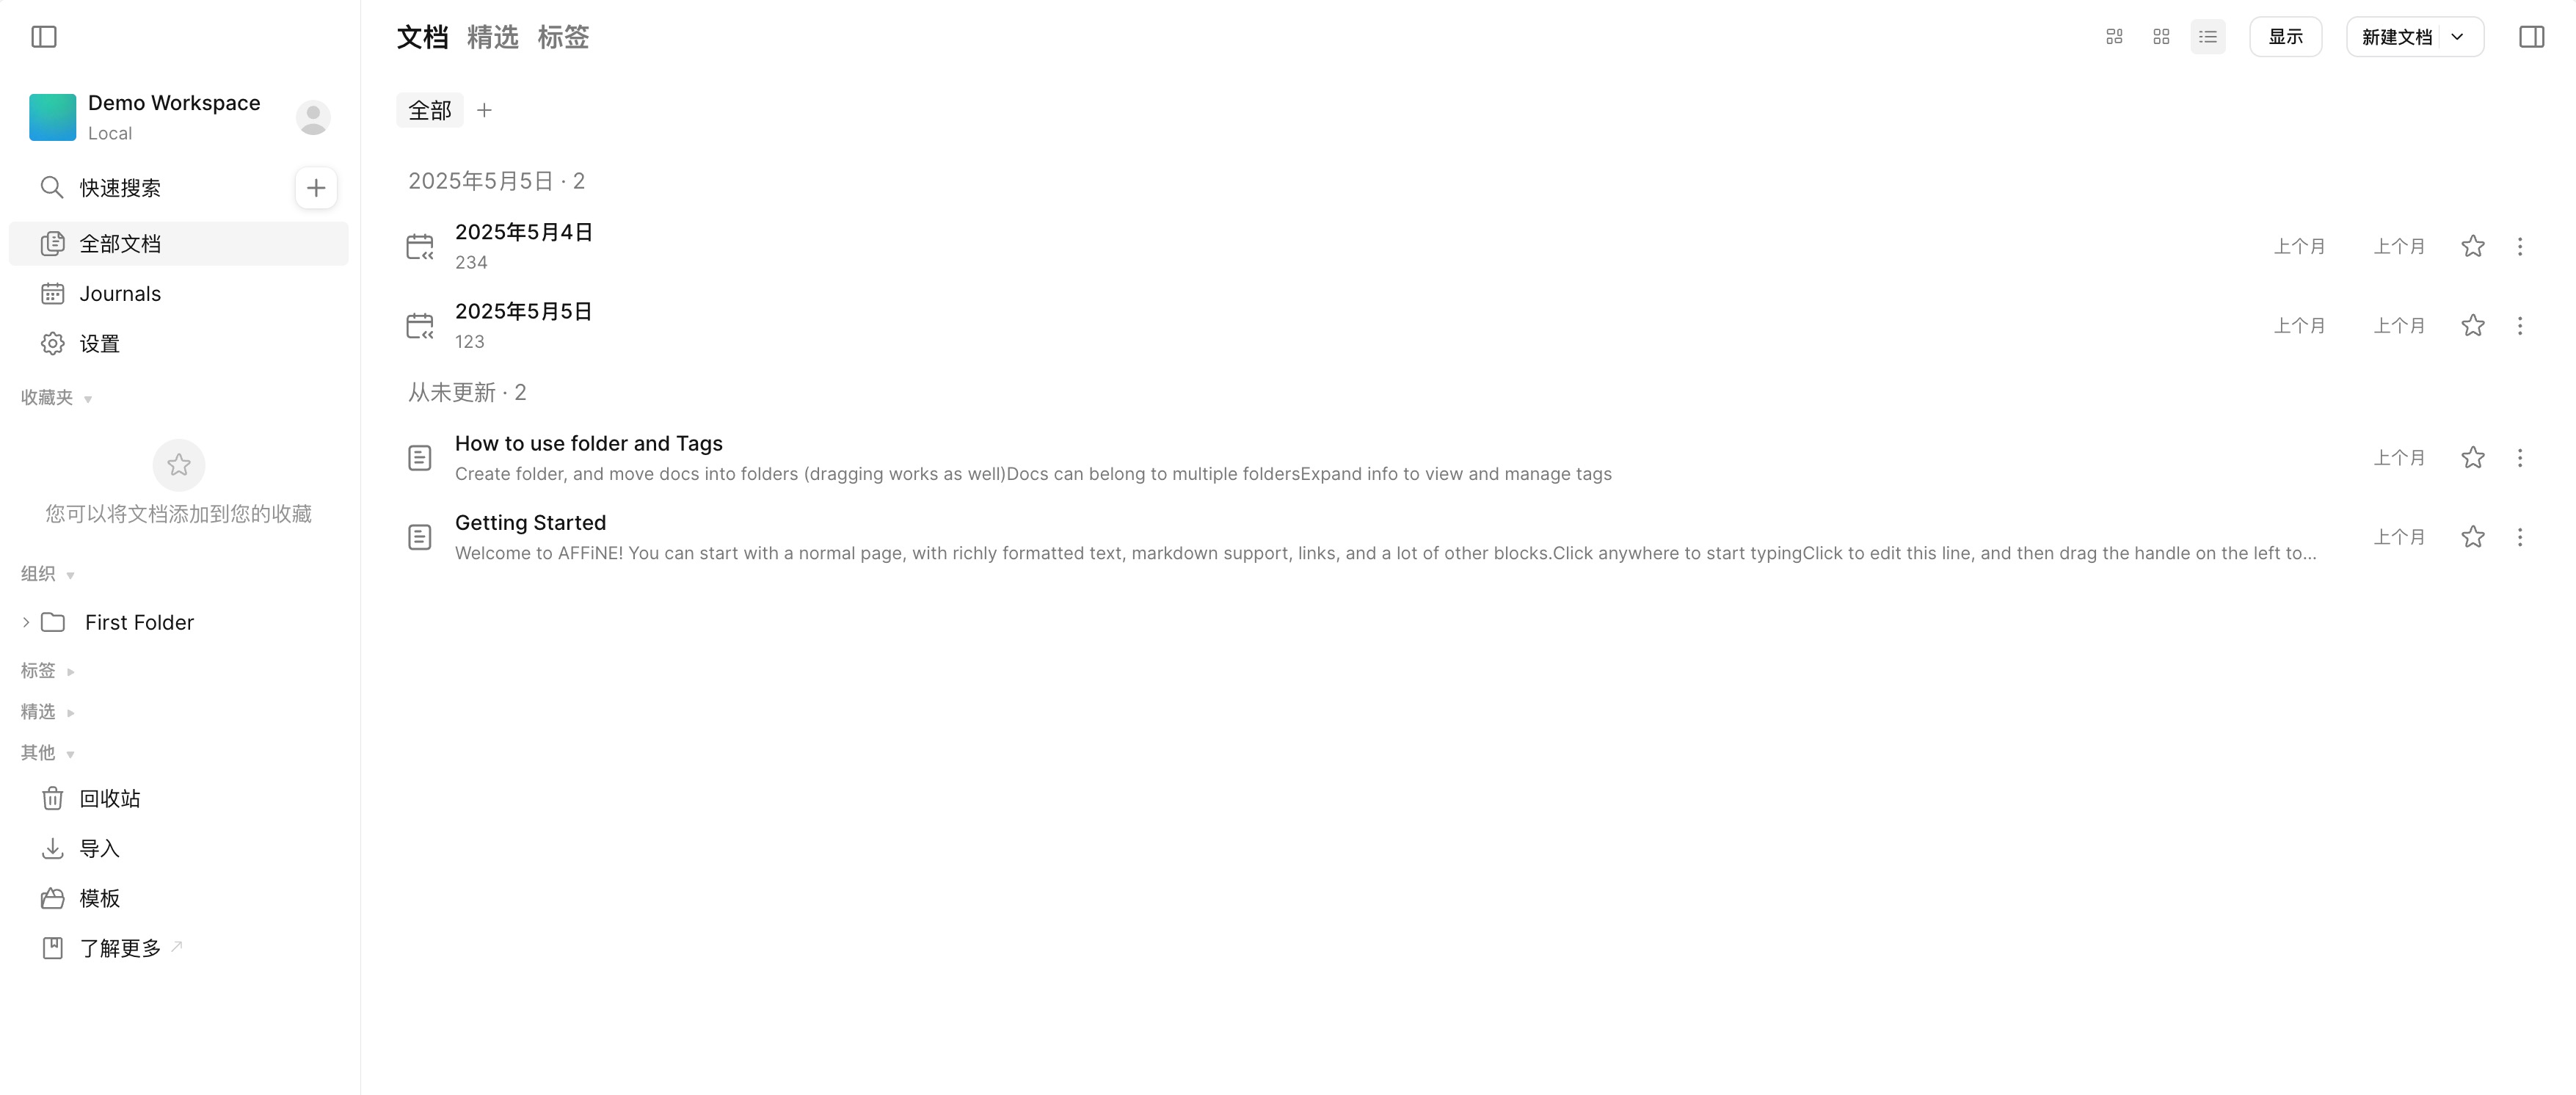 Demo Workspace
Local
快速搜索
全部文档
Journals
设置
收藏夹
您可以将文档添加到您的收藏
组织
First Folder
标签
精选
其他
回收站
导入
模板
了解更多
文档 精选 标签
显示
新建文档
全部
2025年5月5日 · 2
2025年5月4日
234
上个月 上个月
2025年5月5日
123
上个月 上个月
从未更新 · 2
How to use folder and Tags
Create folder, and move docs into folders (dragging works as well)Docs can belong to multiple foldersExpand info to view and manage tags
上个月
Getting Started
Welcome to AFFiNE! You can start with a normal page, with richly formatted text, markdown support, links, and a lot of other blocks.Click anywhere to start typingClick to edit this line, and then drag the handle on the left to...
上个月